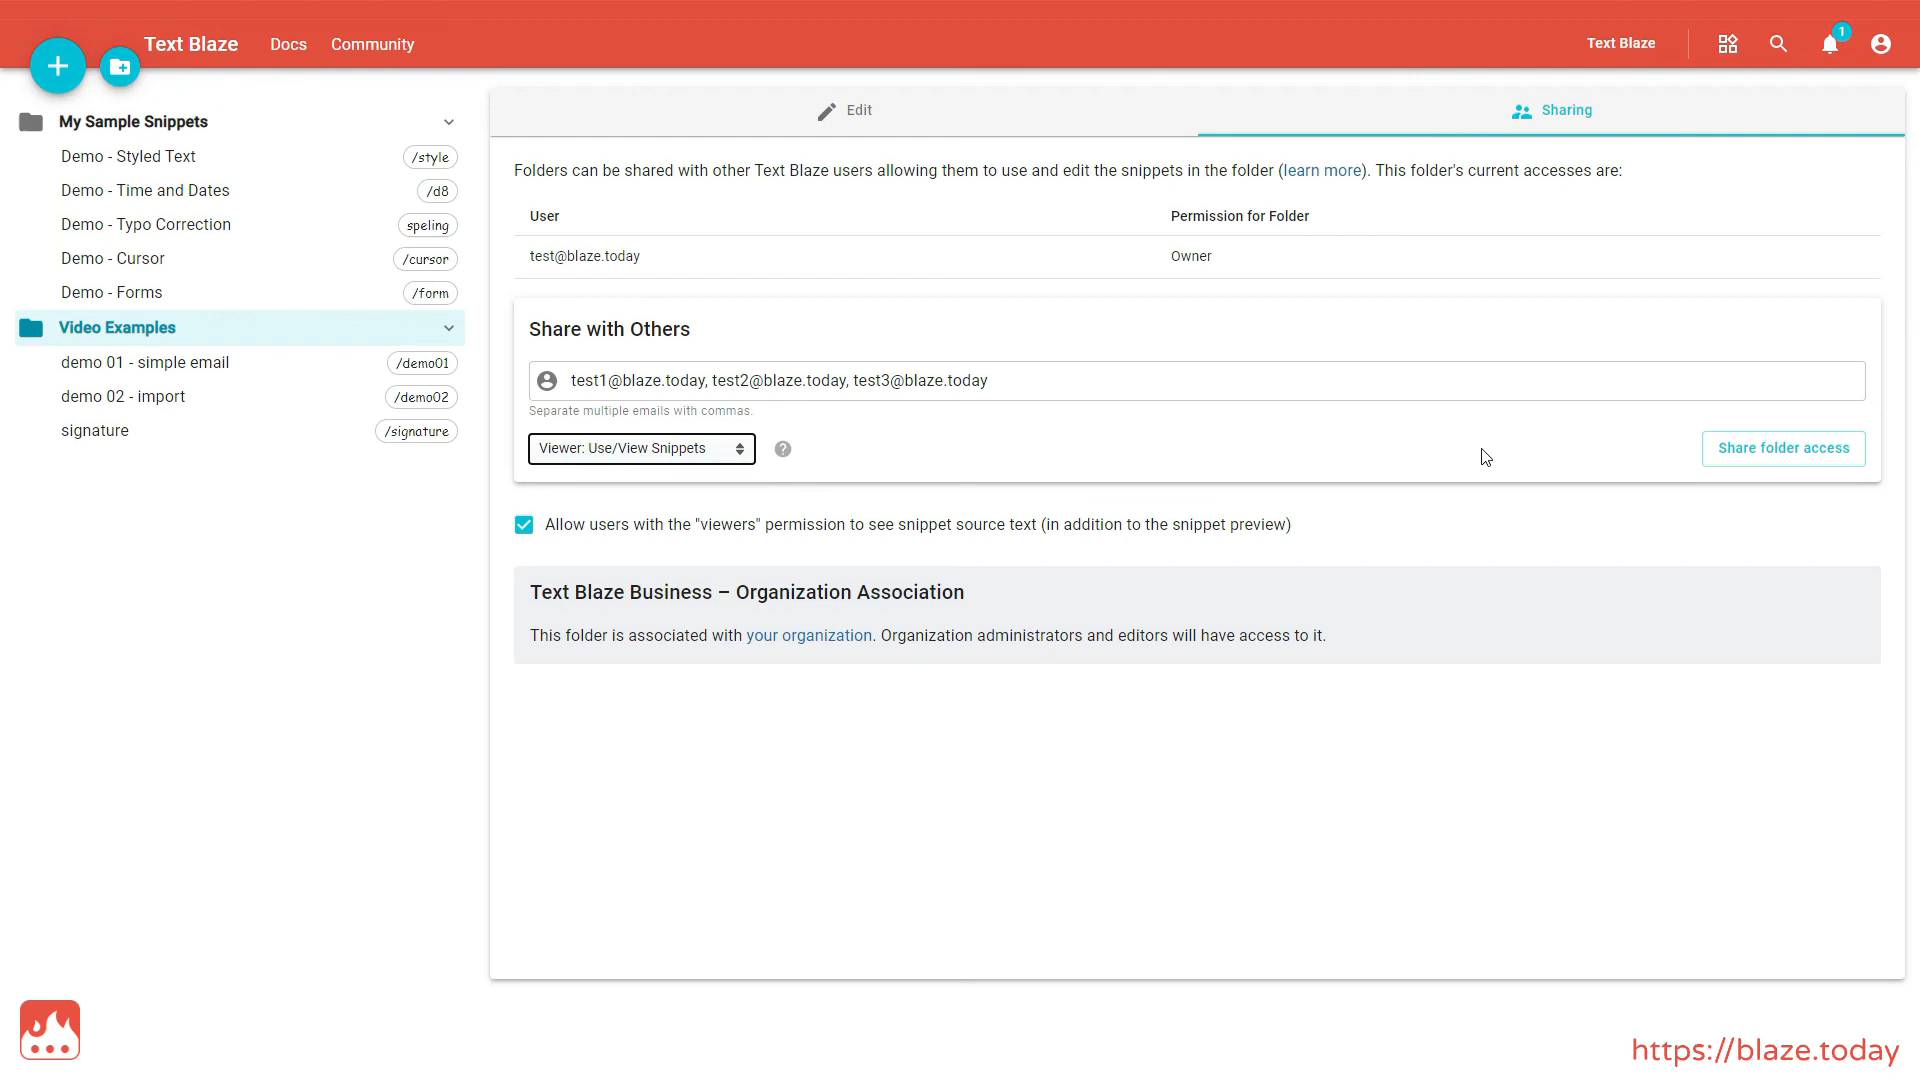 Text Blaze
Docs
Community
Text Blaze
1
My Sample Snippets
Demo - Styled Text
/style
Demo - Time and Dates
/d8
Demo - Typo Correction
speling
Demo - Cursor
/cursor
Demo - Forms
/form
Video Examples
demo 01 - simple email
/demo01
demo 02 - import
/demo02
signature
/signature
Edit
Sharing
Folders can be shared with other Text Blaze users allowing them to use and edit the snippets in the folder (learn more). This folder's current accesses are:
User
Permission for Folder
test@blaze.today
Owner
Share with Others
test1@blaze.today, test2@blaze.today, test3@blaze.today
Separate multiple emails with commas.
Viewer: Use/View Snippets
?
Share folder access
Allow users with the "viewers" permission to see snippet source text (in addition to the snippet preview)
Text Blaze Business – Organization Association
This folder is associated with your organization. Organization administrators and editors will have access to it.
https://blaze.today